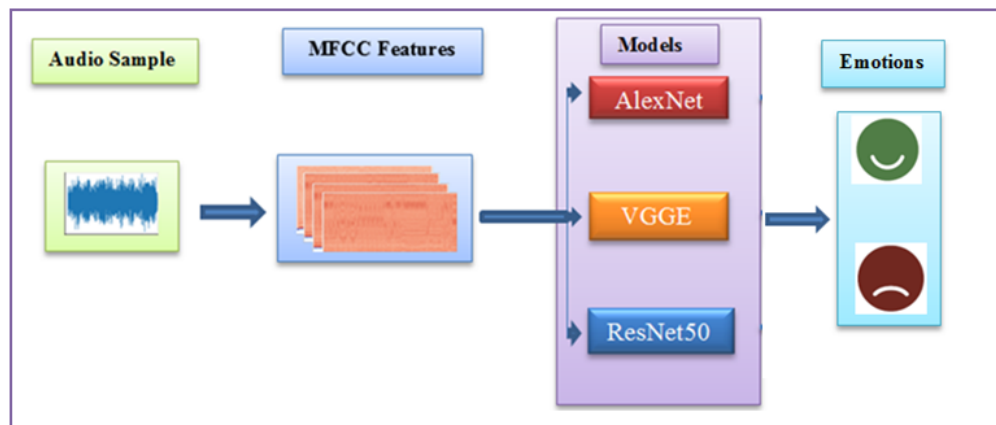 Audio Sample
MFCC Features
Models
Emotions
AlexNet
VGGE
ResNet50